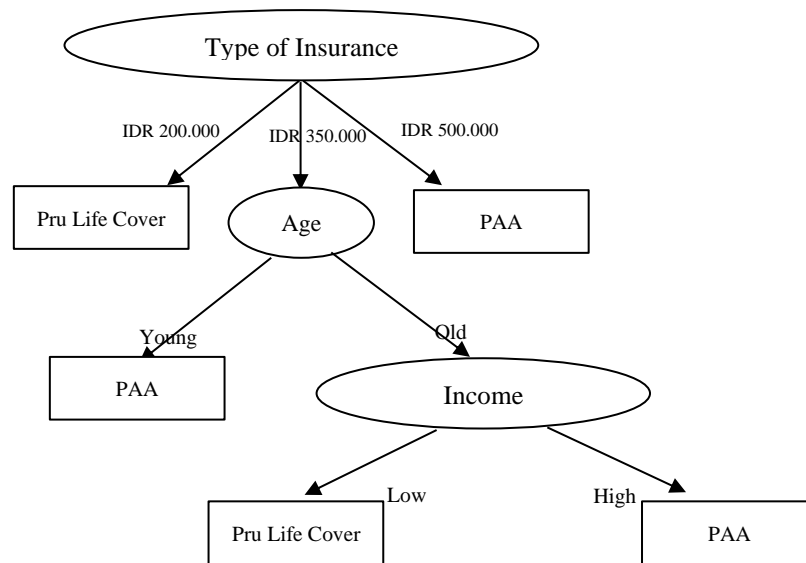 Type of Insurance
IDR 200.000
IDR 350.000
IDR 500.000
Pru Life Cover
Age
PAA
Young
Old
PAA
Income
Low
High
Pru Life Cover
PAA